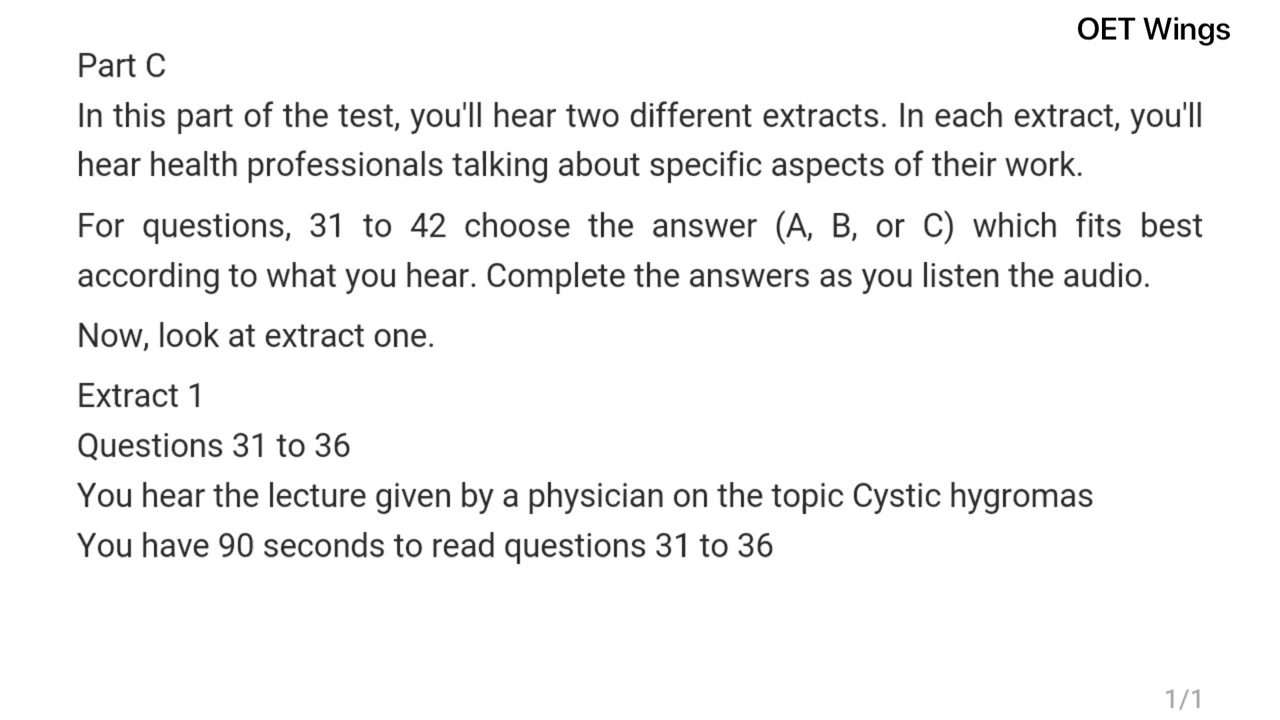 OET Wings
Part C
In this part of the test, you'll hear two different extracts. In each extract, you'll
hear health professionals talking about specific aspects of their work.
For questions, 31 to 42 choose the answer (A, B, or C) which fits best
according to what you hear. Complete the answers as you listen the audio.
Now, look at extract one.
Extract 1
Questions 31 to 36
You hear the lecture given by a physician on the topic Cystic hygromas
You have 90 seconds to read questions 31 to 36
1/1